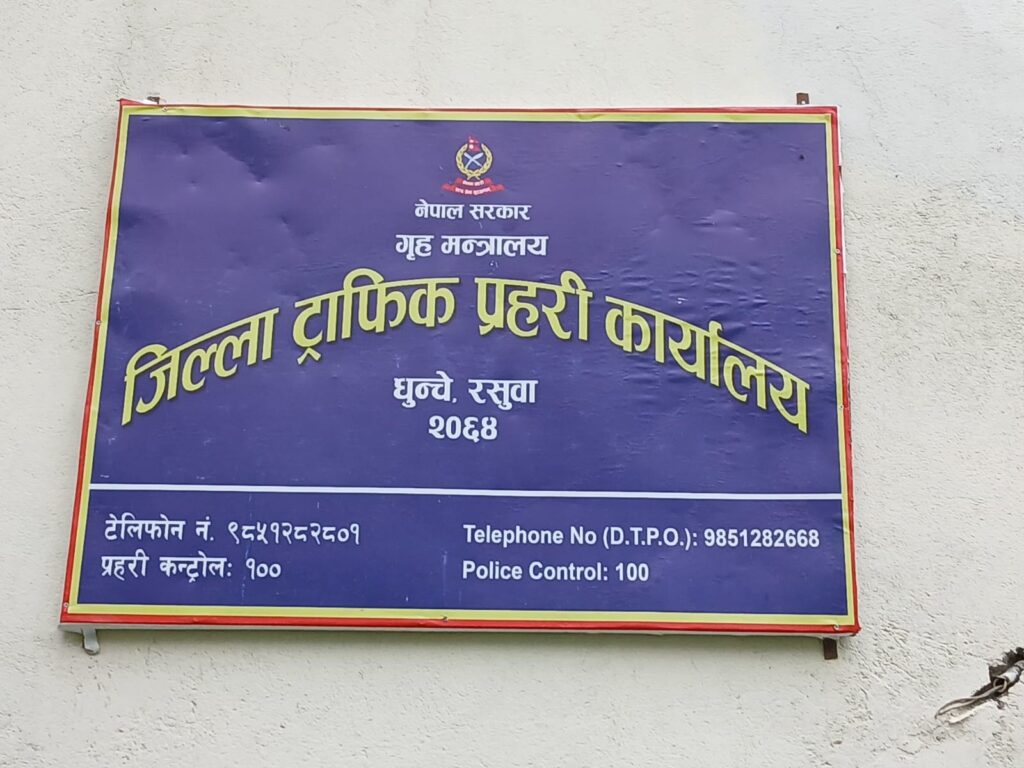 नेपाल सरकार
गृह मन्त्रालय
जिल्ला ट्राफिक प्रहरी कार्यालय
धुन्चे, रसुवा
२०६४
टेलिफोन नं. ९८५१२८२८०१
प्रहरी कन्ट्रोल: १००
Telephone No (D.T.P.O.): 9851282668
Police Control: 100